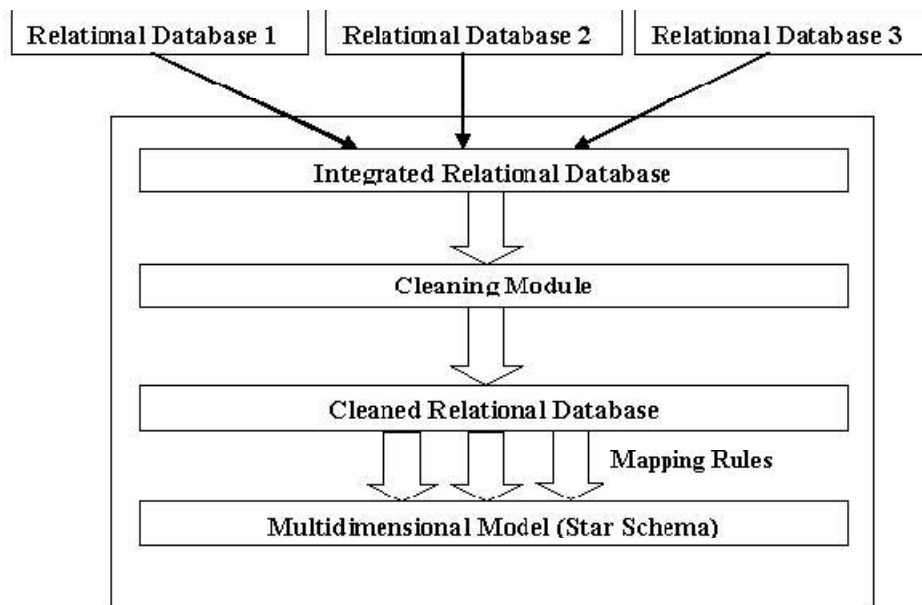 Relational Database 1
Relational Database 2
Relational Database 3
Integrated Relational Database
Cleaning Module
Cleaned Relational Database
Mapping Rules
Multidimensional Model (Star Schema)